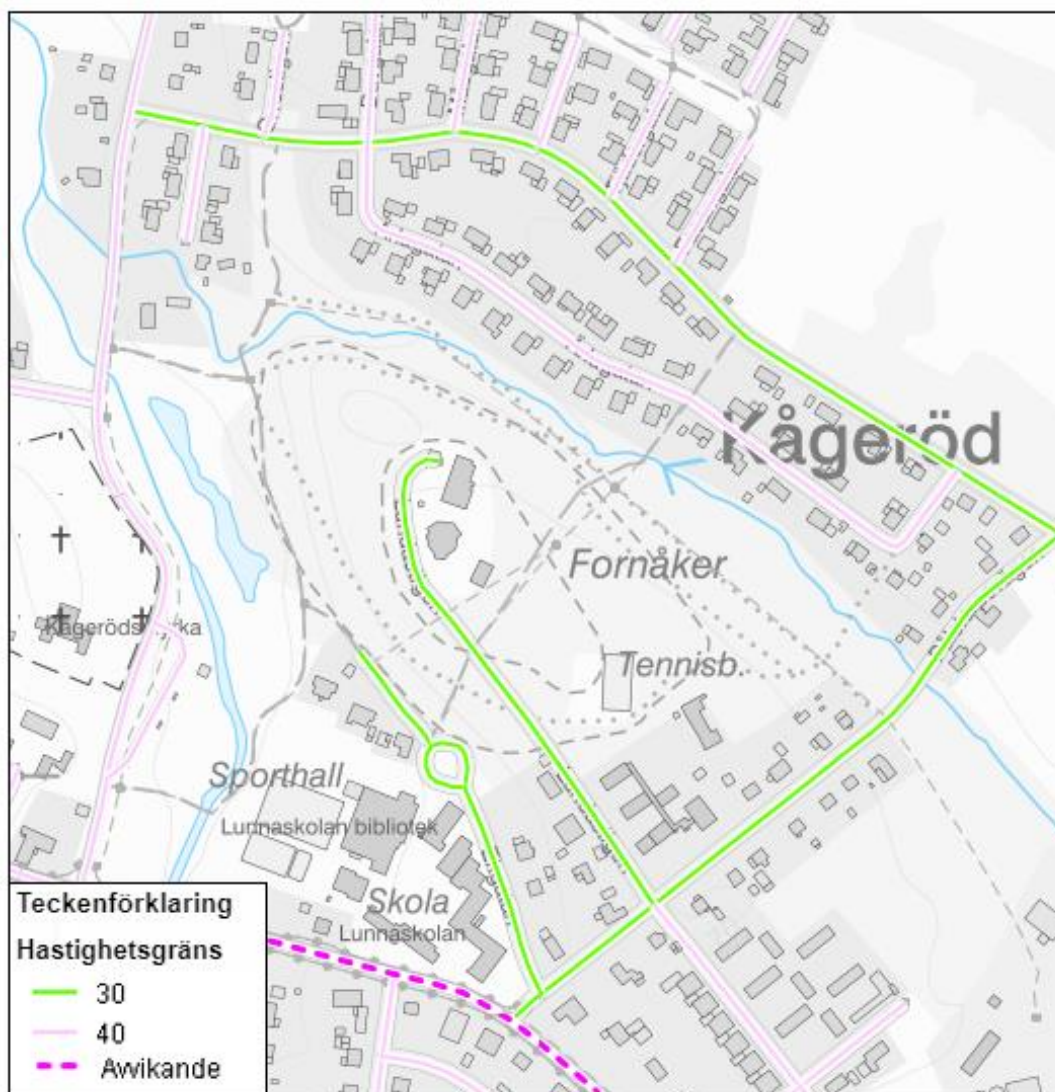 Kågeröd
Fornåker
Tennisb.
Sporthall
Lunnaskolan bibliotek
Skola
Lunnaskolan
Teckenförklaring
Hastighetsgräns
30
40
Avvikande